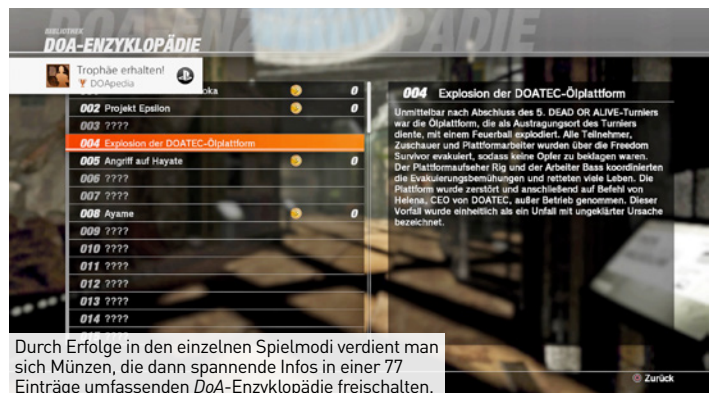 BIBLIOTHEK
DOA-ENZYKLOPÄDIE
Trophäe erhalten!
DOApedia
oka 0
002 Projekt Epsilon 0
003 ????
004 Explosion der DOATEC-Ölplattform
005 Angriff auf Hayate 0
006 ????
007 ????
008 Ayame 0
009 ????
010 ????
011 ????
012 ????
013 ????
014 ????
004 Explosion der DOATEC-Ölplattform
Unmittelbar nach Abschluss des 5. DEAD OR ALIVE-Turniers
war die Ölplattform, die als Austragungsort des Turniers
diente, mit einem Feuerball explodiert. Alle Teilnehmer,
Zuschauer und Plattformarbeiter wurden über die Freedom
Survivor evakuiert, sodass keine Opfer zu beklagen waren.
Der Plattformaufseher Rig und der Arbeiter Bass koordinierten
die Evakuierungsbemühungen und retteten viele Leben. Die
Plattform wurde zerstört und anschließend auf Befehl von
Helena, CEO von DOATEC, außer Betrieb genommen. Dieser
Vorfall wurde einheitlich als ein Unfall mit ungeklärter Ursache
bezeichnet.
Zurück
Durch Erfolge in den einzelnen Spielmodi verdient man
sich Münzen, die dann spannende Infos in einer 77
Einträge umfassenden DoA-Enzyklopädie freischalten.